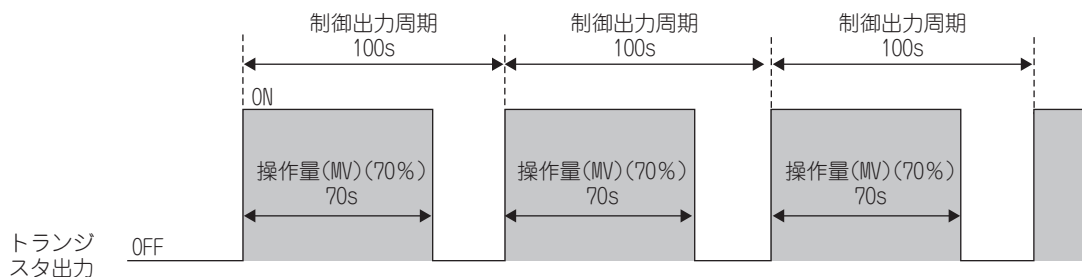 制御出力周期
100s
制御出力周期
100s
制御出力周期
100s
ON
操作量(MV)(70%)
70s
操作量(MV)(70%)
70s
操作量(MV)(70%)
70s
トランジ
スタ出力
OFF